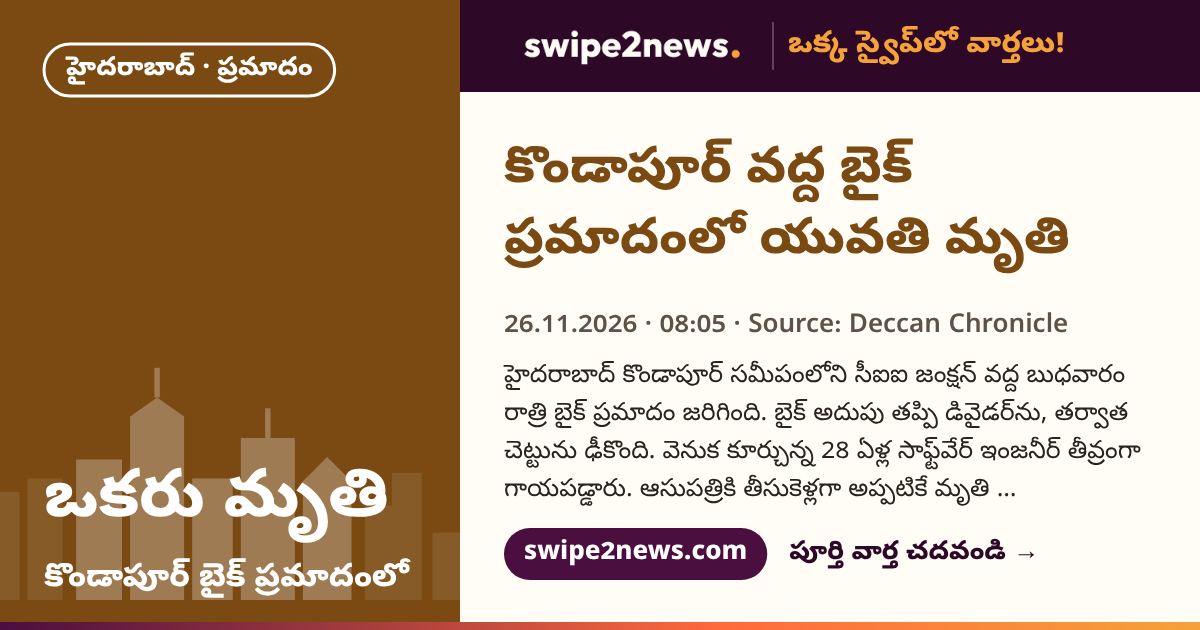 హైదరాబాద్ · ప్రమాదం
ఒకరు మృతి
కొండాపూర్ బైక్ ప్రమాదంలో
swipe2news.
ఒక్క స్వైప్‌లో వార్తలు!
కొండాపూర్ వద్ద బైక్
ప్రమాదంలో యువతి మృతి
26.11.2026 · 08:05 · Source: Deccan Chronicle
హైదరాబాద్ కొండాపూర్ సమీపంలోని సీఐఐ జంక్షన్ వద్ద బుధవారం
రాత్రి బైక్ ప్రమాదం జరిగింది. బైక్ అదుపు తప్పి డివైడర్‌ను, తర్వాత
చెట్టును ఢీకొంది. వెనుక కూర్చున్న 28 ఏళ్ల సాఫ్ట్‌వేర్ ఇంజనీర్ తీవ్రంగా
గాయపడ్డారు. ఆసుపత్రికి తీసుకెళ్లగా అప్పటికే మృతి ...
swipe2news.com
పూర్తి వార్త చదవండి →